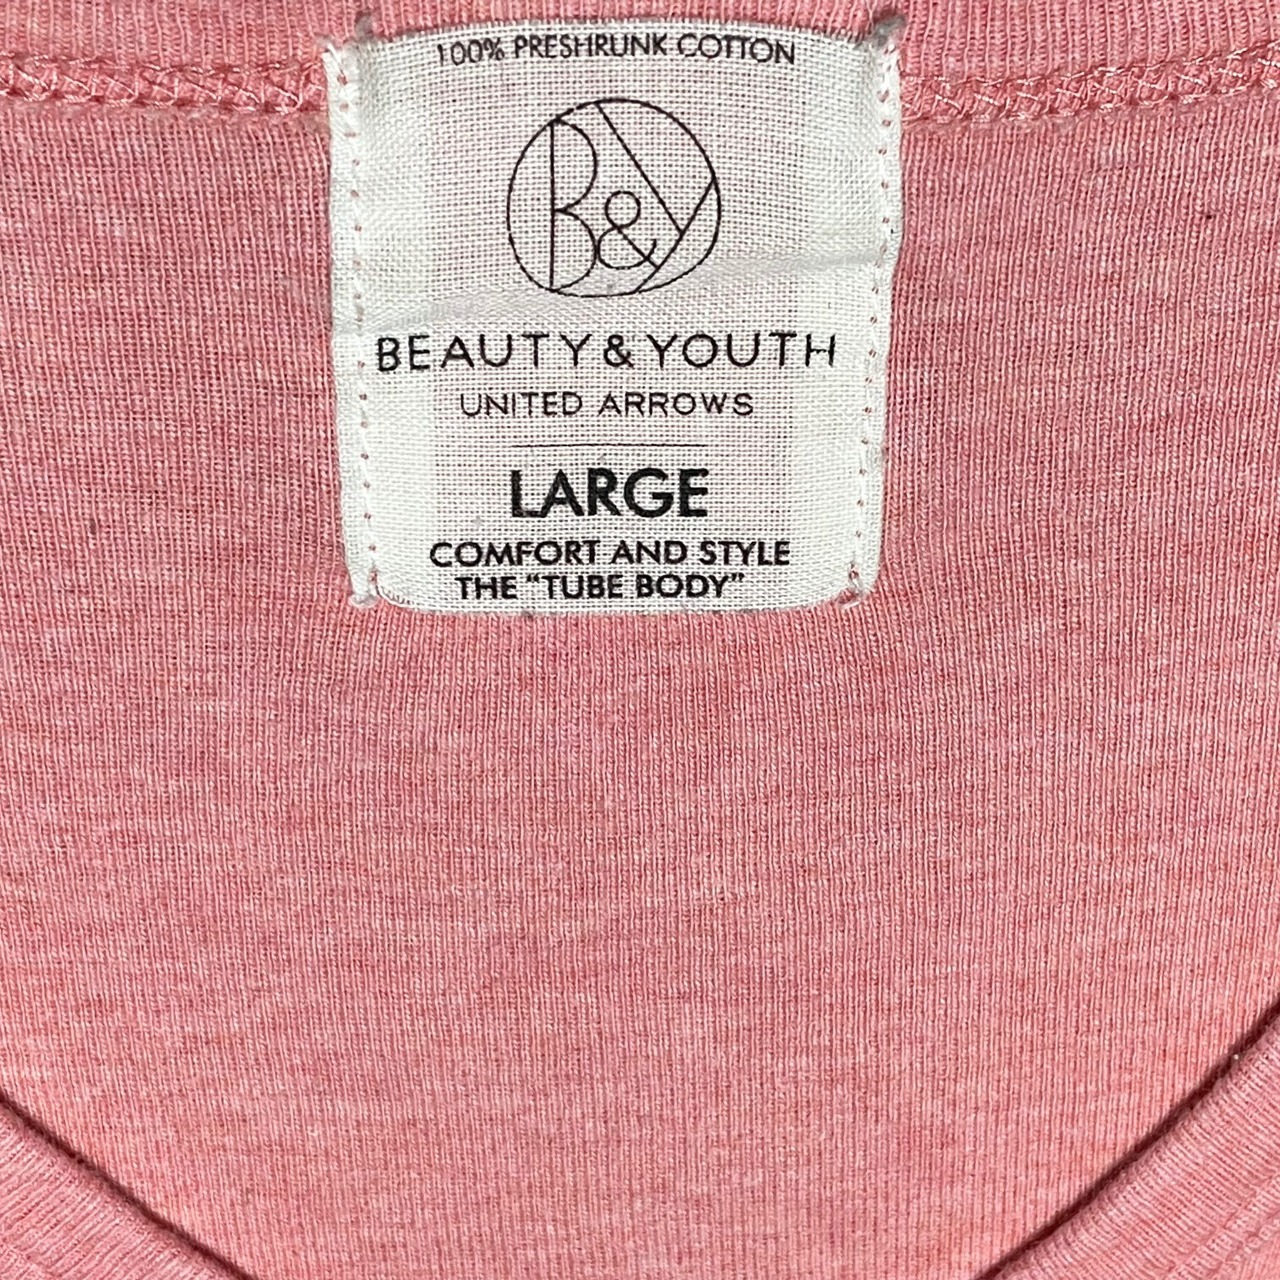 100% PRESHRUNK COTTON
B&Y
BEAUTY & YOUTH
UNITED ARROWS
LARGE
COMFORT AND STYLE
THE "TUBE BODY"